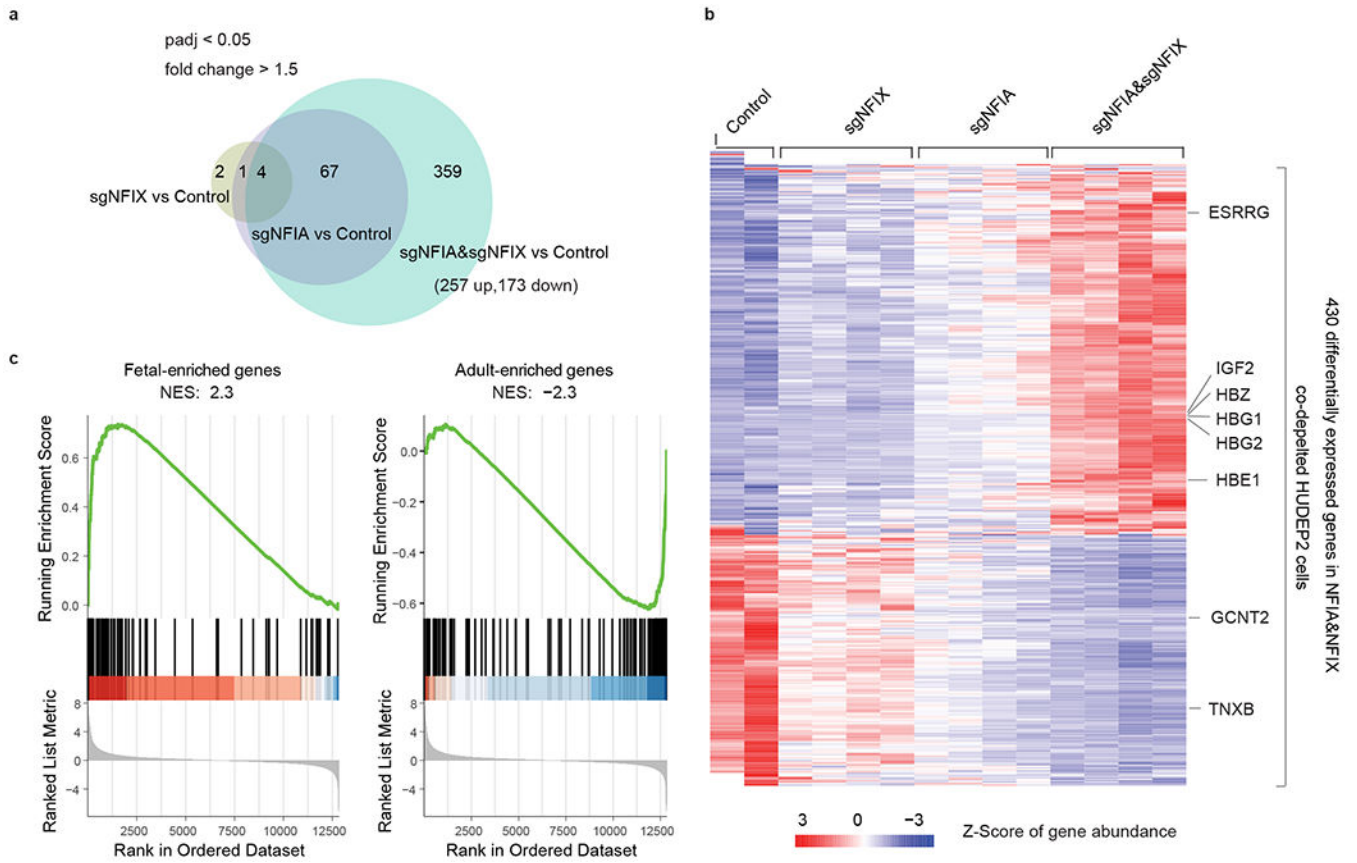 a
padj < 0.05
fold change > 1.5
2 1 4 67 359
sgNFIX vs Control
sgNFIA vs Control
sgNFIA&sgNFIX vs Control
(257 up,173 down)
b
Control
sgNFIX
sgNFIA
sgNFIA&sgNFIX
ESRRG
IGF2
HBZ
HBG1
HBG2
HBE1
GCNT2
TNXB
430 differentially expressed genes in NFIA&NFIX
co-depelted HUDEP2 cells
3 0 −3
Z-Score of gene abundance
c
Fetal-enriched genes
NES: 2.3
Running Enrichment Score
0.6
0.4
0.2
0.0
Ranked List Metric
8
4
0
−4
2500 5000 7500 10000 12500
Rank in Ordered Dataset
Adult-enriched genes
NES: −2.3
Running Enrichment Score
0.0
−0.2
−0.4
−0.6
Ranked List Metric
8
4
0
−4
2500 5000 7500 10000 12500
Rank in Ordered Dataset